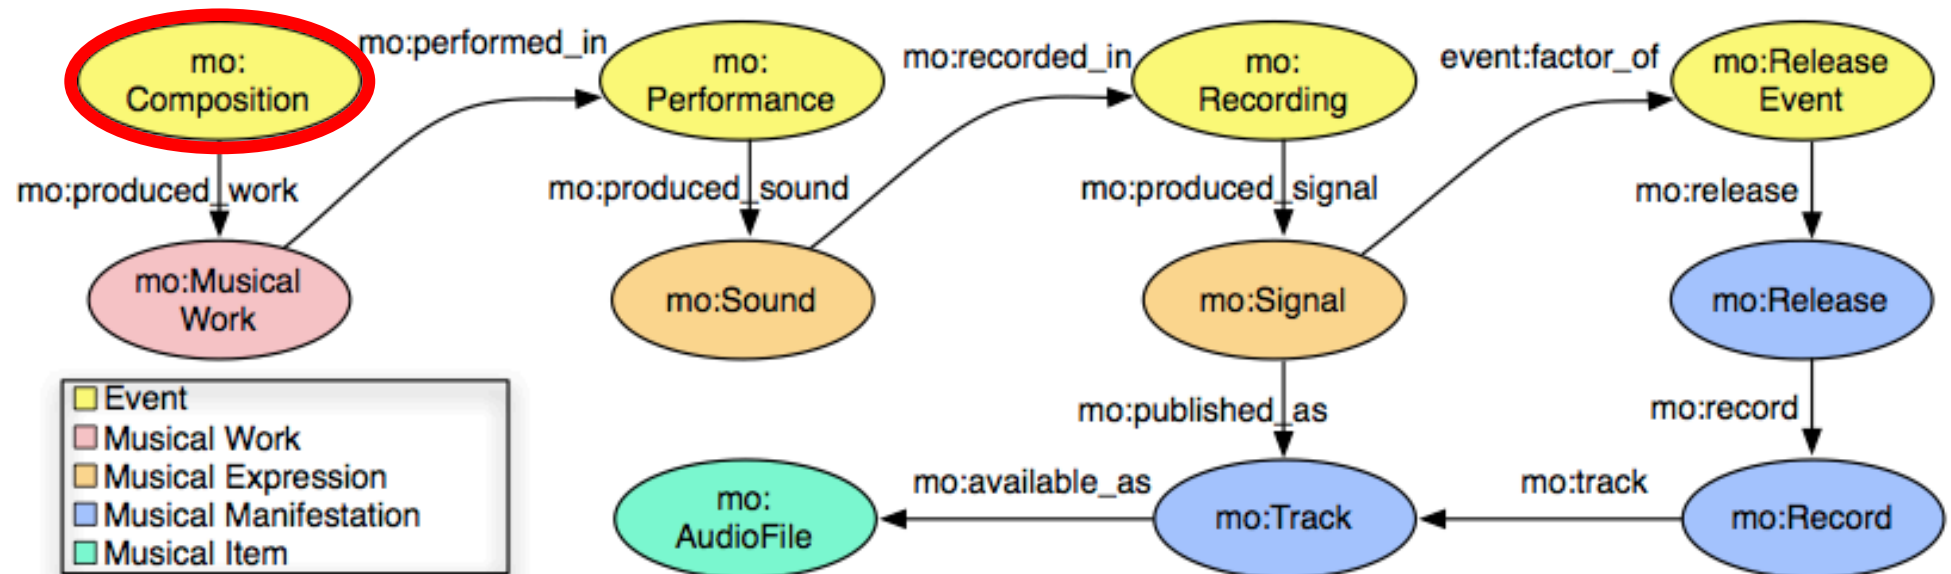 mo:
Composition
mo:performed_in
mo:
Performance
mo:recorded_in
mo:
Recording
event:factor_of
mo:Release
Event
mo:produced_work
mo:produced_sound
mo:produced_signal
mo:release
mo:Musical
Work
mo:Sound
mo:Signal
mo:Release
mo:published_as
mo:record
Event
Musical Work
Musical Expression
Musical Manifestation
Musical Item
mo:
AudioFile
mo:available_as
mo:Track
mo:track
mo:Record